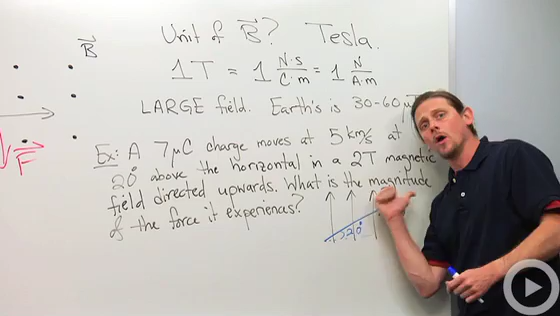 B
Unit of B? Tesla.
1T = 1 N·s/C·m = 1 N/A·m
LARGE field. Earth's is 30-60 μT
F
Ex: A 7μC charge moves at 5 km/s at
20° above the horizontal in a 2T magnetic
field directed upwards. What is the magnitude
of the force it experiences?
20°